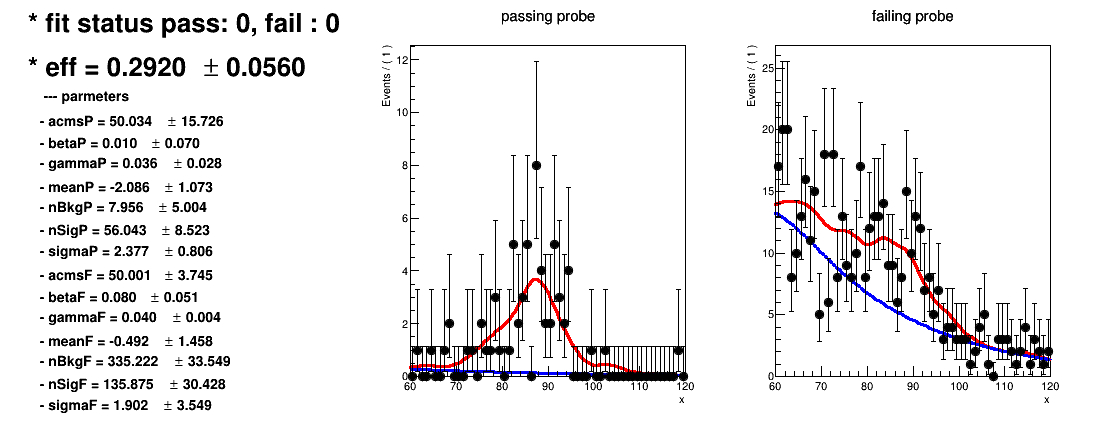 * fit status pass: 0, fail : 0
* eff = 0.2920 ± 0.0560
--- parmeters
- acmsP = 50.034 ± 15.726
- betaP = 0.010 ± 0.070
- gammaP = 0.036 ± 0.028
- meanP = -2.086 ± 1.073
- nBkgP = 7.956 ± 5.004
- nSigP = 56.043 ± 8.523
- sigmaP = 2.377 ± 0.806
- acmsF = 50.001 ± 3.745
- betaF = 0.080 ± 0.051
- gammaF = 0.040 ± 0.004
- meanF = -0.492 ± 1.458
- nBkgF = 335.222 ± 33.549
- nSigF = 135.875 ± 30.428
- sigmaF = 1.902 ± 3.549
passing probe
Events / ( 1 )
12
10
8
6
4
2
0
60 70 80 90 100 110 120
x
failing probe
Events / ( 1 )
25
20
15
10
5
0
60 70 80 90 100 110 120
x